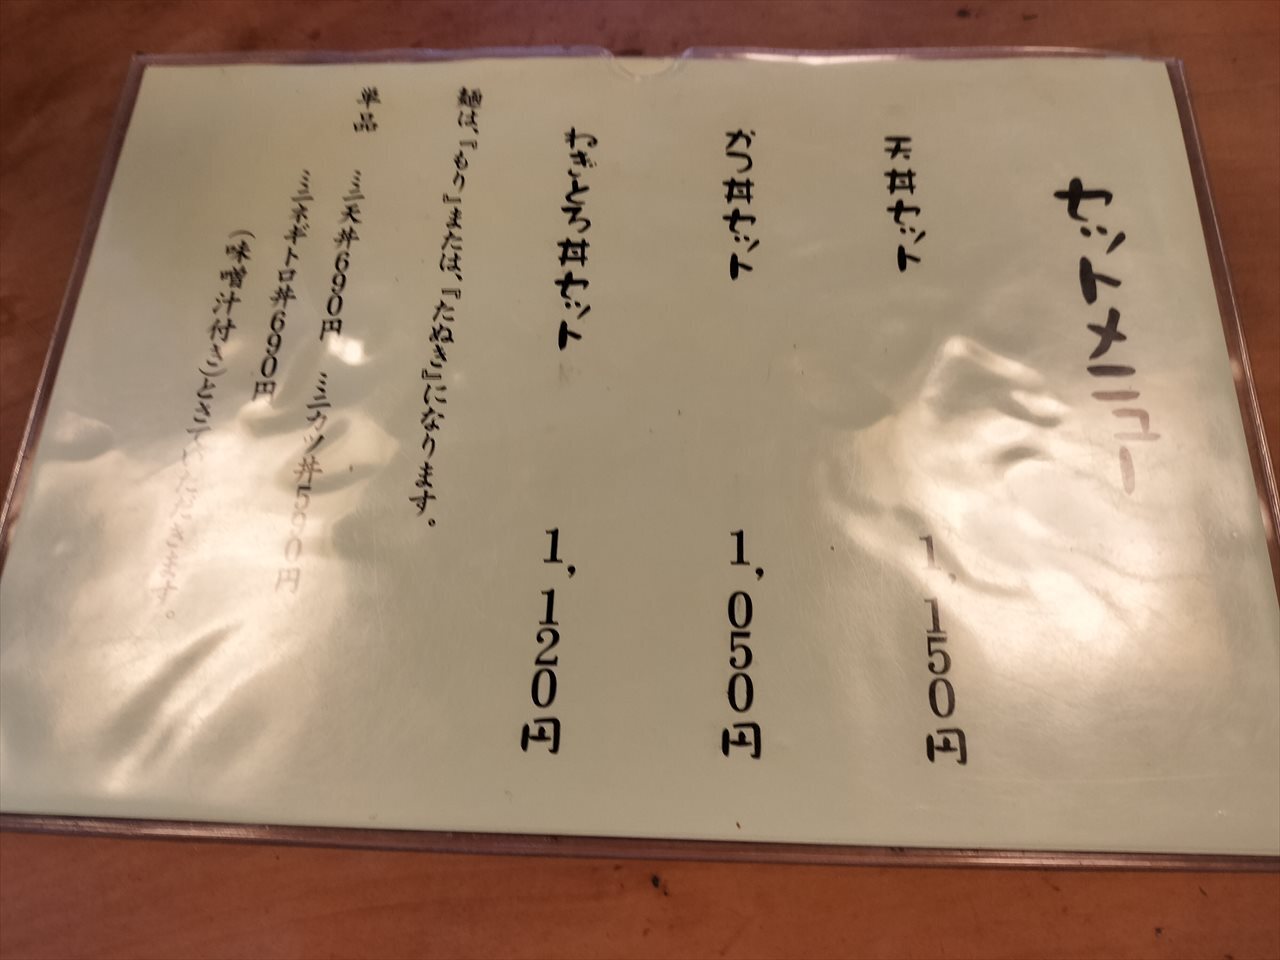 セットメニュー
天丼セット 1,150円
かつ丼セット 1,050円
ねぎとろ丼セット 1,120円
麺は、『もり』または、『たぬき』になります。
単品 ミニ天丼690円 ミニカツ丼500円
ミニネギトロ丼690円
(味噌汁付き)とさせていただきます。